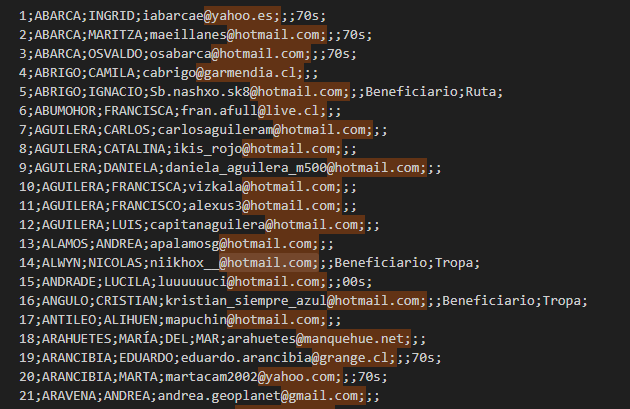 1;ABARCA;INGRID;iabarcae@yahoo.es;;;70s;
2;ABARCA;MARITZA;maeillanes@hotmail.com;;;70s;
3;ABARCA;OSVALDO;osabarca@hotmail.com;;;70s;
4;ABRIGO;CAMILA;cabrigo@garmendia.cl;;;
5;ABRIGO;IGNACIO;Sb.nashxo.sk8@hotmail.com;;;Beneficiario;Ruta;
6;ABUMOHOR;FRANCISCA;fran.afull@live.cl;;;
7;AGUILERA;CARLOS;carlosaguileram@hotmail.com;;;
8;AGUILERA;CATALINA;ikis_rojo@hotmail.com;;;
9;AGUILERA;DANIELA;daniela_aguilera_m500@hotmail.com;;;
10;AGUILERA;FRANCISCA;vizkala@hotmail.com;;;
11;AGUILERA;FRANCISCO;alexus3@hotmail.com;;;
12;AGUILERA;LUIS;capitanaguilera@hotmail.com;;;
13;ALAMOS;ANDREA;apalamosg@hotmail.com;;;
14;ALWYN;NICOLAS;niikhox__@hotmail.com;;;Beneficiario;Tropa;
15;ANDRADE;LUCILA;luuuuuuci@hotmail.com;;;00s;
16;ANGULO;CRISTIAN;kristian_siempre_azul@hotmail.com;;;Beneficiario;Tropa;
17;ANTILEO;ALIHUEN;mapuchin@hotmail.com;;;
18;ARAHUETES;MARÍA;DEL;MAR;arahuetes@manquehue.net;;;
19;ARANCIBIA;EDUARDO;eduardo.arancibia@grange.cl;;;70s;
20;ARANCIBIA;MARTA;martacam2002@yahoo.com;;;70s;
21;ARAVENA;ANDREA;andrea.geoplanet@gmail.com;;;